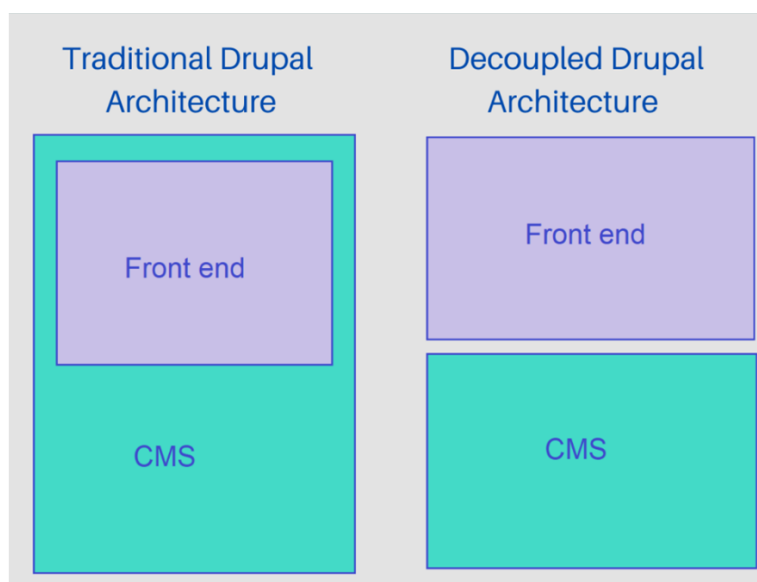 Traditional Drupal
Architecture
Front end
CMS
Decoupled Drupal
Architecture
Front end
CMS